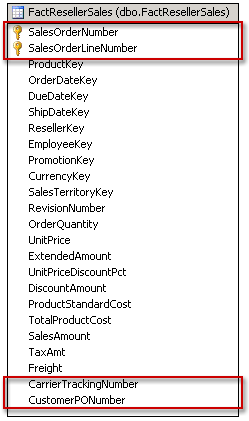 FactResellerSales (dbo.FactResellerSales)
SalesOrderNumber
SalesOrderLineNumber
ProductKey
OrderDateKey
DueDateKey
ShipDateKey
ResellerKey
EmployeeKey
PromotionKey
CurrencyKey
SalesTerritoryKey
RevisionNumber
OrderQuantity
UnitPrice
ExtendedAmount
UnitPriceDiscountPct
DiscountAmount
ProductStandardCost
TotalProductCost
SalesAmount
TaxAmt
Freight
CarrierTrackingNumber
CustomerPONumber